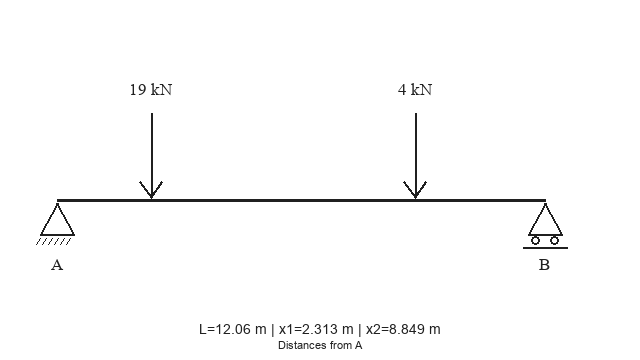 19 kN 4 kN
A B
L=12.06 m | x1=2.313 m | x2=8.849 m
Distances from A